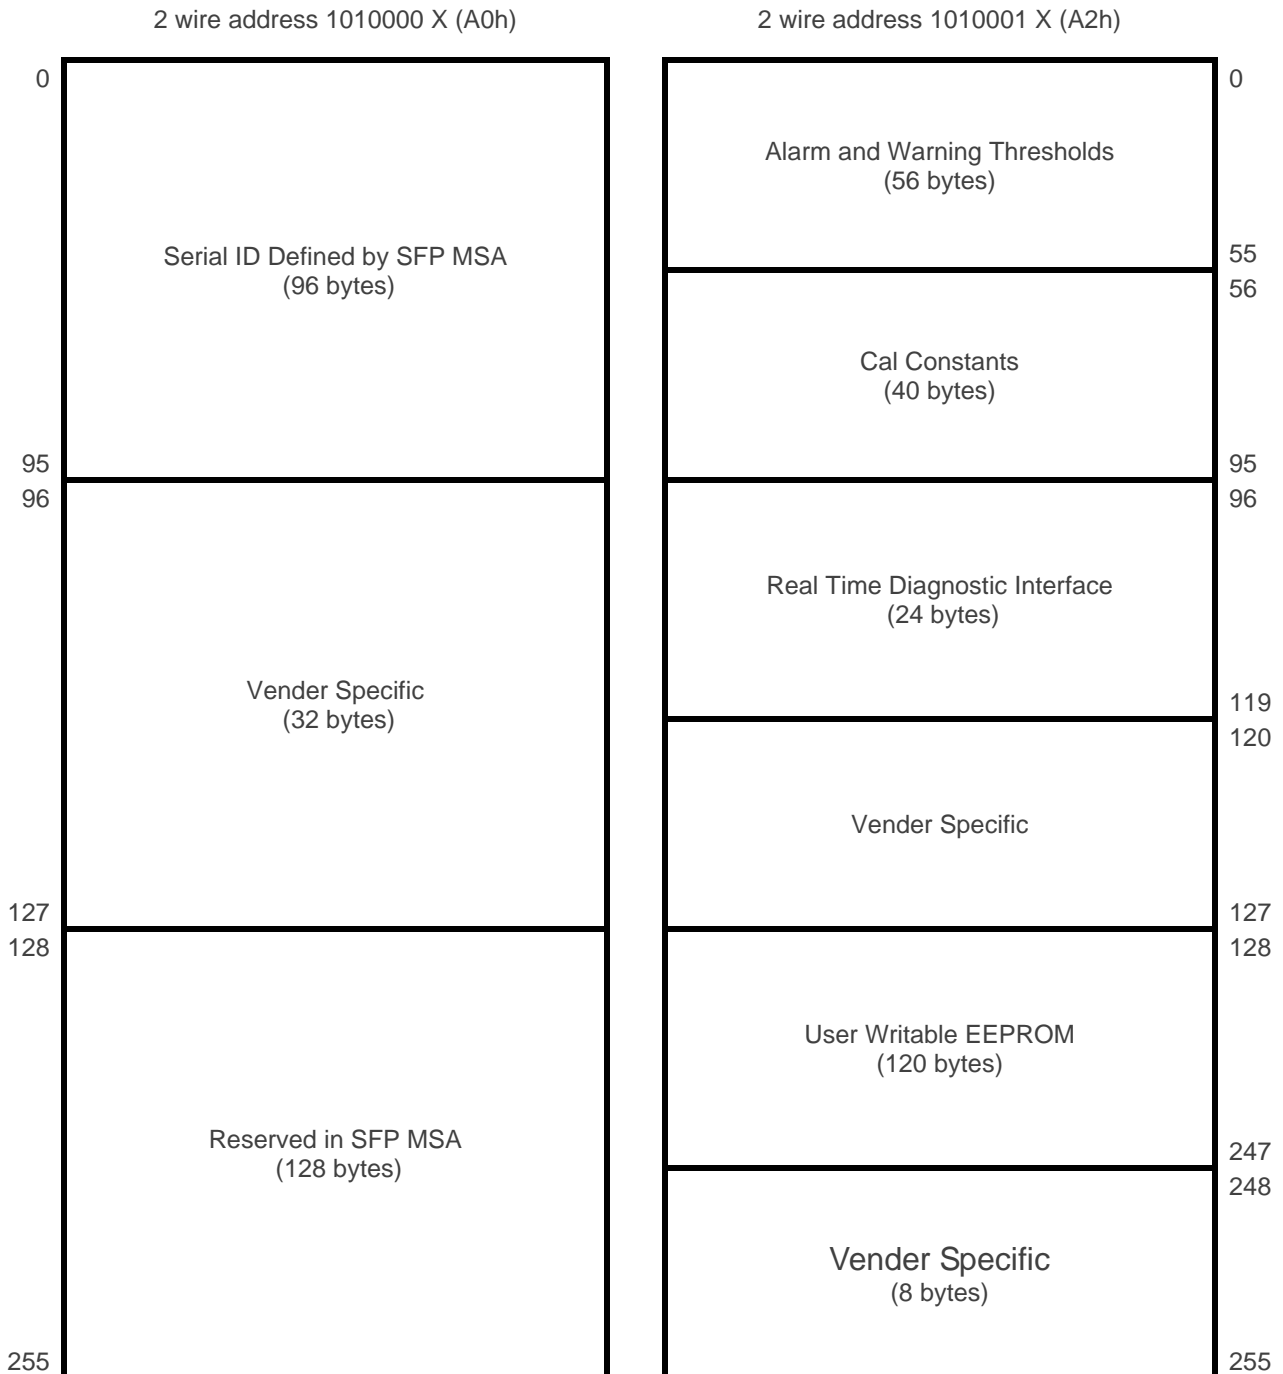 2 wire address 1010000 X (A0h)
0
Serial ID Defined by SFP MSA
(96 bytes)
95
96
Vender Specific
(32 bytes)
127
128
Reserved in SFP MSA
(128 bytes)
255
2 wire address 1010001 X (A2h)
0
Alarm and Warning Thresholds
(56 bytes)
55
56
Cal Constants
(40 bytes)
95
96
Real Time Diagnostic Interface
(24 bytes)
119
120
Vender Specific
127
128
User Writable EEPROM
(120 bytes)
247
248
Vender Specific
(8 bytes)
255